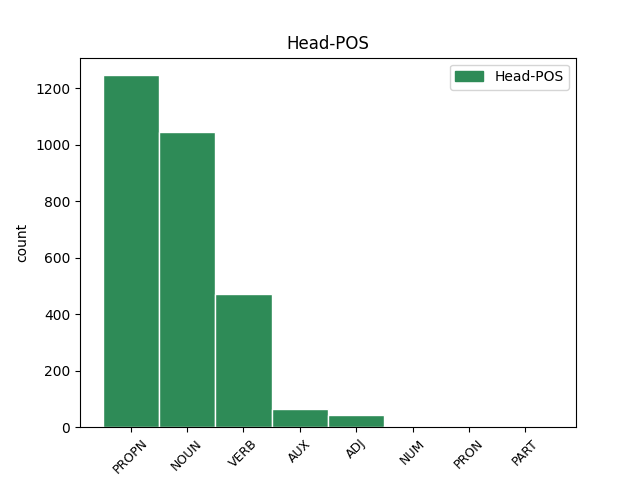 Head-POS
Head-POS
count
1200
1000
800
600
400
200
0
PROPN NOUN VERB AUX ADJ NUM PRON PART